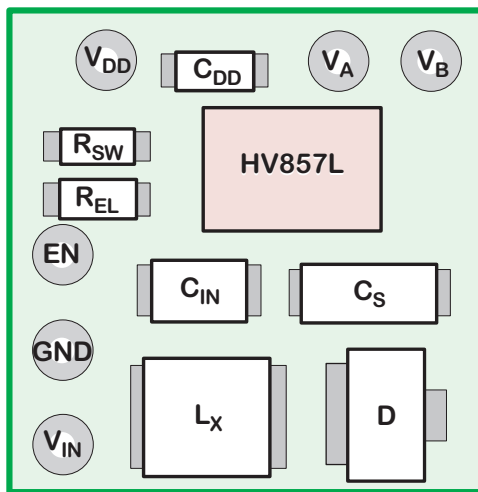 VDD
CDD
VA
VB
RSW
HV857L
REL
EN
CIN
CS
GND
LX
D
VIN